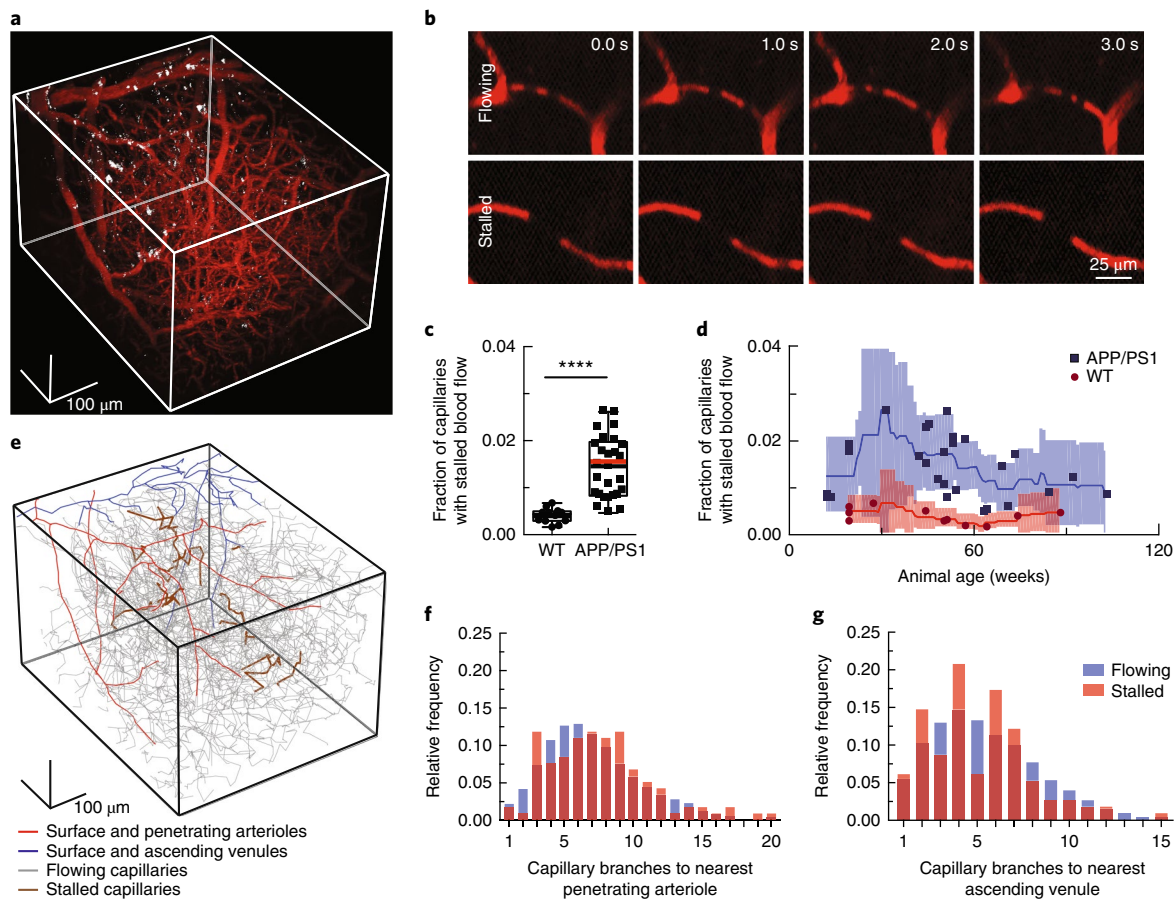 a
100 μm
b
Flowing
0.0 s
1.0 s
2.0 s
3.0 s
Stalled
25 μm
c
Fraction of capillaries
with stalled blood flow
0.04
0.02
0.00
****
WT
APP/PS1
d
Fraction of capillaries
with stalled blood flow
0.04
0.02
0.00
APP/PS1
WT
0
60
120
Animal age (weeks)
e
100 μm
Surface and penetrating arterioles
Surface and ascending venules
Flowing capillaries
Stalled capillaries
f
Relative frequency
0.25
0.20
0.15
0.10
0.05
0.00
1
5
10
15
20
Capillary branches to nearest
penetrating arteriole
g
Relative frequency
0.25
0.20
0.15
0.10
0.05
0.00
Flowing
Stalled
1
5
10
15
Capillary branches to nearest
ascending venule